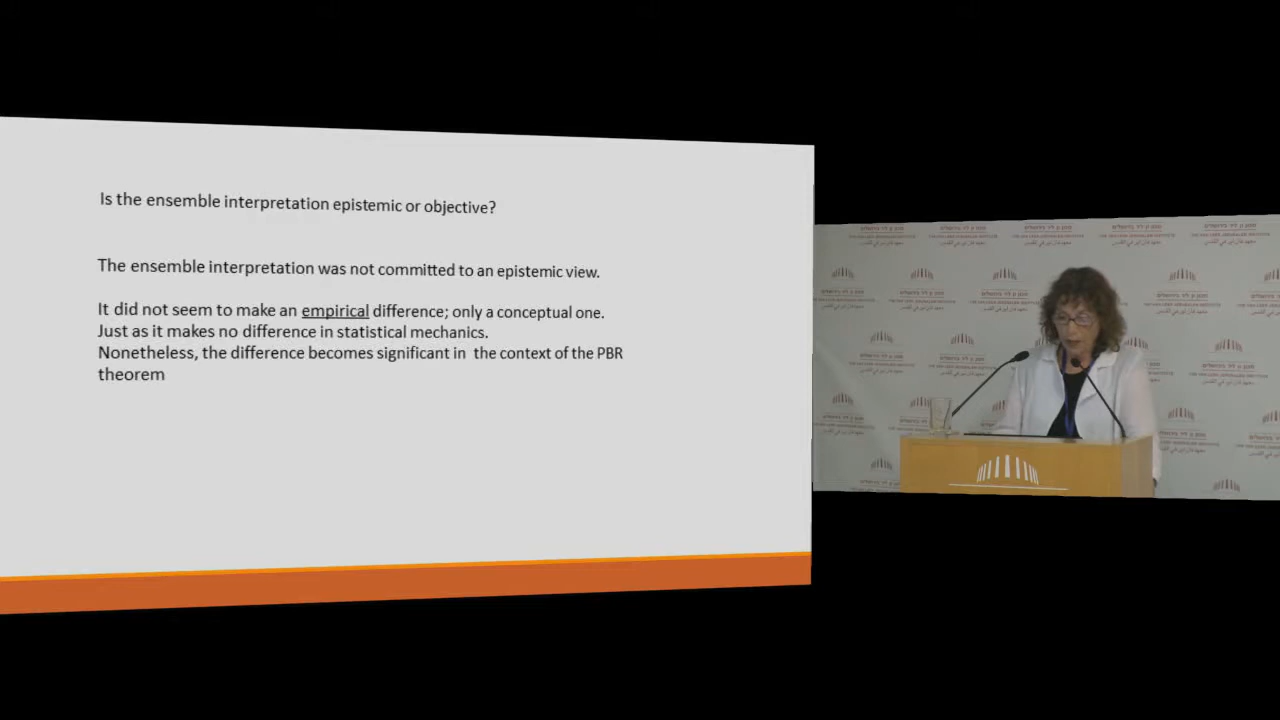 Is the ensemble interpretation epistemic or objective?
The ensemble interpretation was not committed to an epistemic view.
It did not seem to make an empirical difference; only a conceptual one.
Just as it makes no difference in statistical mechanics.
Nonetheless, the difference becomes significant in the context of the PBR
theorem